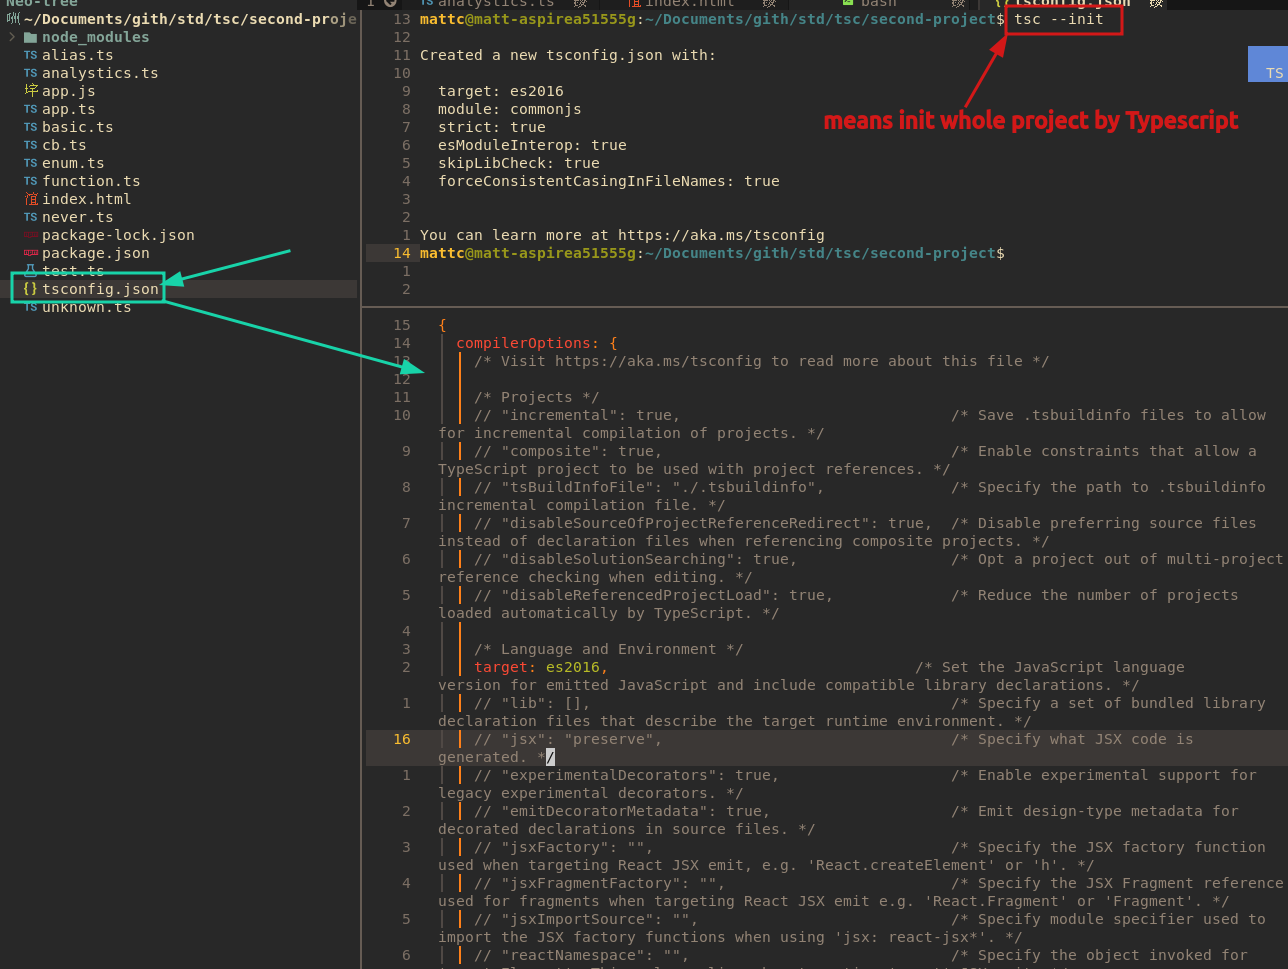 Neo-tree
~/Documents/gith/std/tsc/second-proje
node_modules
TS alias.ts
TS analystics.ts
app.js
TS app.ts
TS basic.ts
TS cb.ts
TS enum.ts
TS function.ts
index.html
TS never.ts
package-lock.json
package.json
test.ts
{} tsconfig.json
TS unknown.ts
1 TS analystics.ts index.html bash {} tsconfig.json
13 mattc@matt-aspirea51555g:~/Documents/gith/std/tsc/second-project$ tsc --init
12
11 Created a new tsconfig.json with:
10
TS
9 target: es2016
8 module: commonjs
means init whole project by Typescript
7 strict: true
6 esModuleInterop: true
5 skipLibCheck: true
4 forceConsistentCasingInFileNames: true
3
2
1 You can learn more at https://aka.ms/tsconfig
14 mattc@matt-aspirea51555g:~/Documents/gith/std/tsc/second-project$
1
2
15 {
14 compilerOptions: {
13 /* Visit https://aka.ms/tsconfig to read more about this file */
12
11 /* Projects */
10 // "incremental": true, /* Save .tsbuildinfo files to allow
for incremental compilation of projects. */
9 // "composite": true, /* Enable constraints that allow a
TypeScript project to be used with project references. */
8 // "tsBuildInfoFile": "./.tsbuildinfo", /* Specify the path to .tsbuildinfo
incremental compilation file. */
7 // "disableSourceOfProjectReferenceRedirect": true, /* Disable preferring source files
instead of declaration files when referencing composite projects. */
6 // "disableSolutionSearching": true, /* Opt a project out of multi-project
reference checking when editing. */
5 // "disableReferencedProjectLoad": true, /* Reduce the number of projects
loaded automatically by TypeScript. */
4
3 /* Language and Environment */
2 target: es2016, /* Set the JavaScript language
version for emitted JavaScript and include compatible library declarations. */
1 // "lib": [], /* Specify a set of bundled library
declaration files that describe the target runtime environment. */
16 // "jsx": "preserve", /* Specify what JSX code is
generated. */
1 // "experimentalDecorators": true, /* Enable experimental support for
legacy experimental decorators. */
2 // "emitDecoratorMetadata": true, /* Emit design-type metadata for
decorated declarations in source files. */
3 // "jsxFactory": "", /* Specify the JSX factory function
used when targeting React JSX emit, e.g. 'React.createElement' or 'h'. */
4 // "jsxFragmentFactory": "", /* Specify the JSX Fragment reference
used for fragments when targeting React JSX emit e.g. 'React.Fragment' or 'Fragment'. */
5 // "jsxImportSource": "", /* Specify module specifier used to
import the JSX factory functions when using 'jsx: react-jsx*'. */
6 // "reactNamespace": "", /* Specify the object invoked for